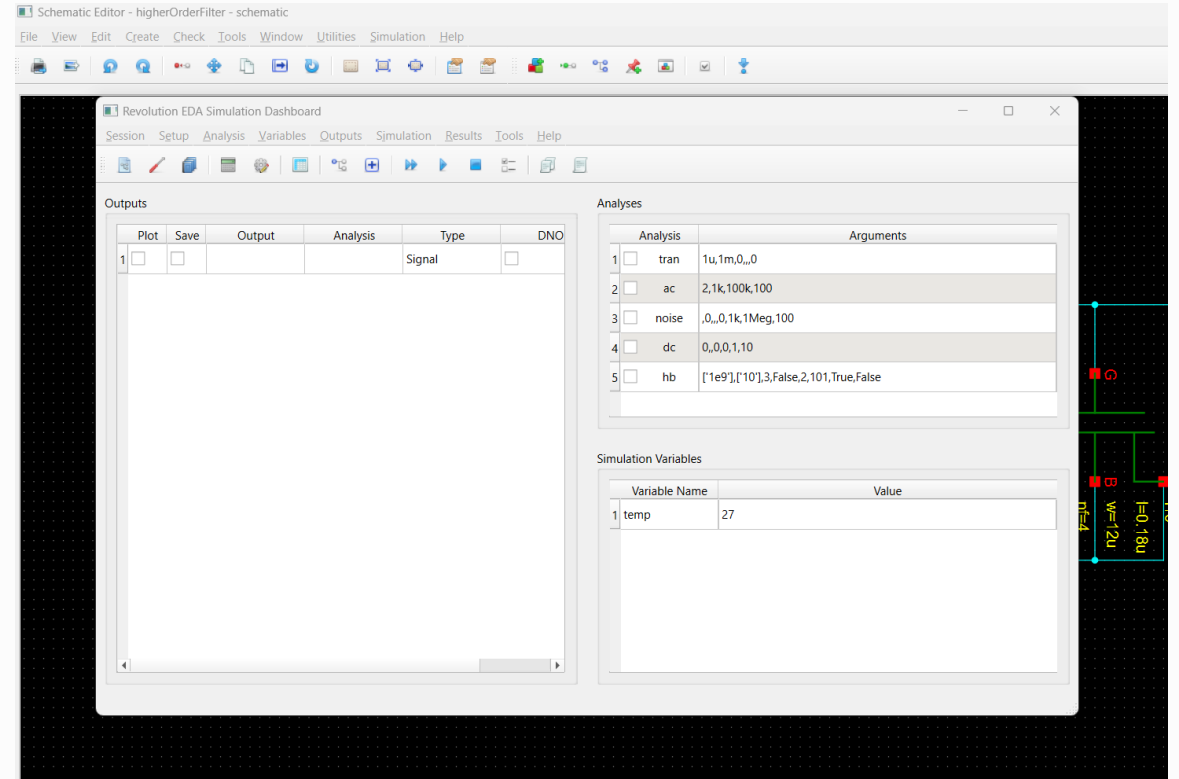 Schematic Editor - higherOrderFilter - schematic
File View Edit Create Check Tools Window Utilities Simulation Help
Revolution EDA Simulation Dashboard
Session Setup Analysis Variables Outputs Simulation Results Tools Help
Outputs
Plot Save Output Analysis Type DNO
1 Signal
Analyses
Analysis Arguments
1 tran 1u,1m,0,,,0
2 ac 2,1k,100k,100
3 noise ,0,,,0,1k,1Meg,100
4 dc 0,,0,0,1,10
5 hb ['1e9'],['10'],3,False,2,101,True,False
Simulation Variables
Variable Name Value
1 temp 27
G
B
nf=4
w=12u
l=0.18u